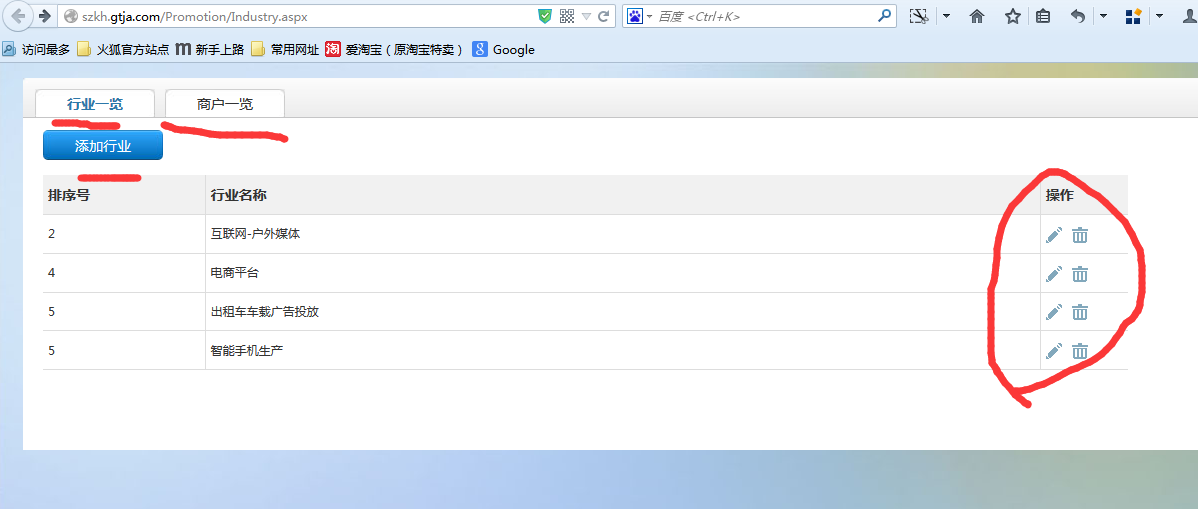 szkh.gtja.com/Promotion/Industry.aspx
百度 <Ctrl+K>
访问最多 火狐官方站点 新手上路 常用网址 淘 爱淘宝（原淘宝特卖） Google
行业一览 商户一览
添加行业
排序号 行业名称 操作
2 互联网-户外媒体
4 电商平台
5 出租车车载广告投放
5 智能手机生产